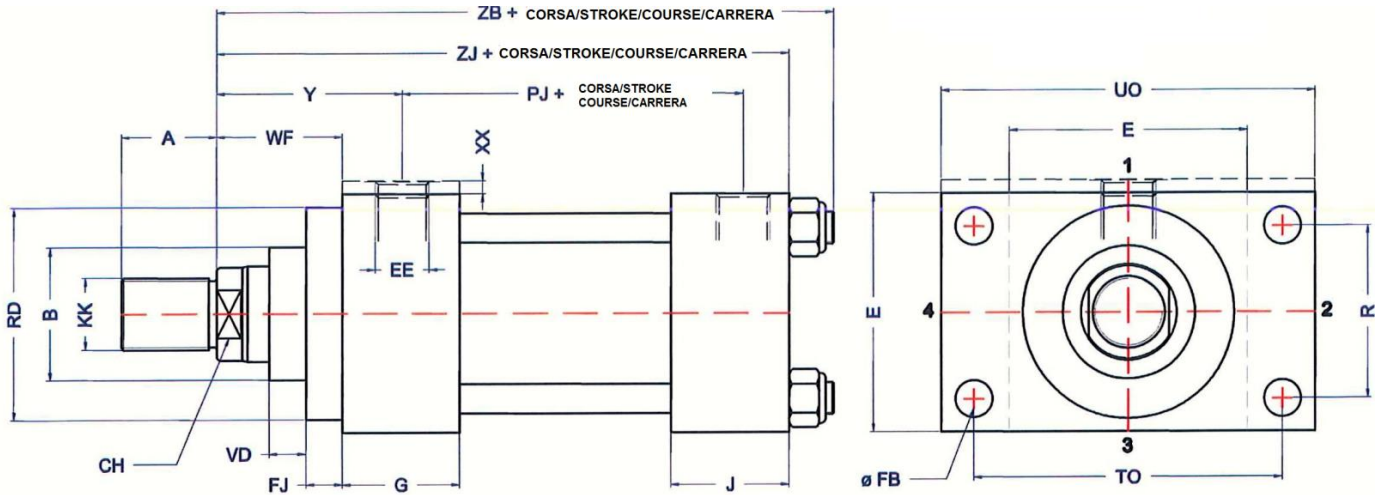 ZB + CORSA/STROKE/COURSE/CARRERA
ZJ + CORSA/STROKE/COURSE/CARRERA
Y
PJ + CORSA/STROKE
COURSE/CARRERA
UO
A
WF
XX
E
1
RD
B
KK
EE
E
4
2
R
CH
VD
FJ
G
J
3
ø FB
TO